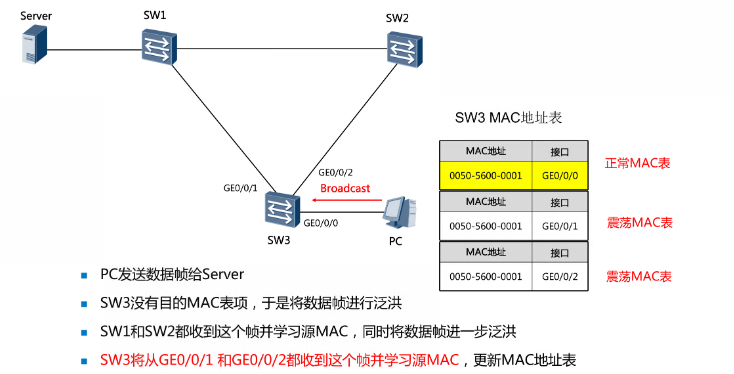 Server
SW1
SW2
SW3 MAC地址表
MAC地址 接口
0050-5600-0001 GE0/0/0
正常MAC表
MAC地址 接口
0050-5600-0001 GE0/0/1
震荡MAC表
MAC地址 接口
0050-5600-0001 GE0/0/2
震荡MAC表
GE0/0/2
GE0/0/1
Broadcast
GE0/0/0
SW3
PC
PC发送数据帧给Server
SW3没有目的MAC表项，于是将数据帧进行泛洪
SW1和SW2都收到这个帧并学习源MAC，同时将数据帧进一步泛洪
SW3将从GE0/0/1 和GE0/0/2都收到这个帧并学习源MAC，更新MAC地址表